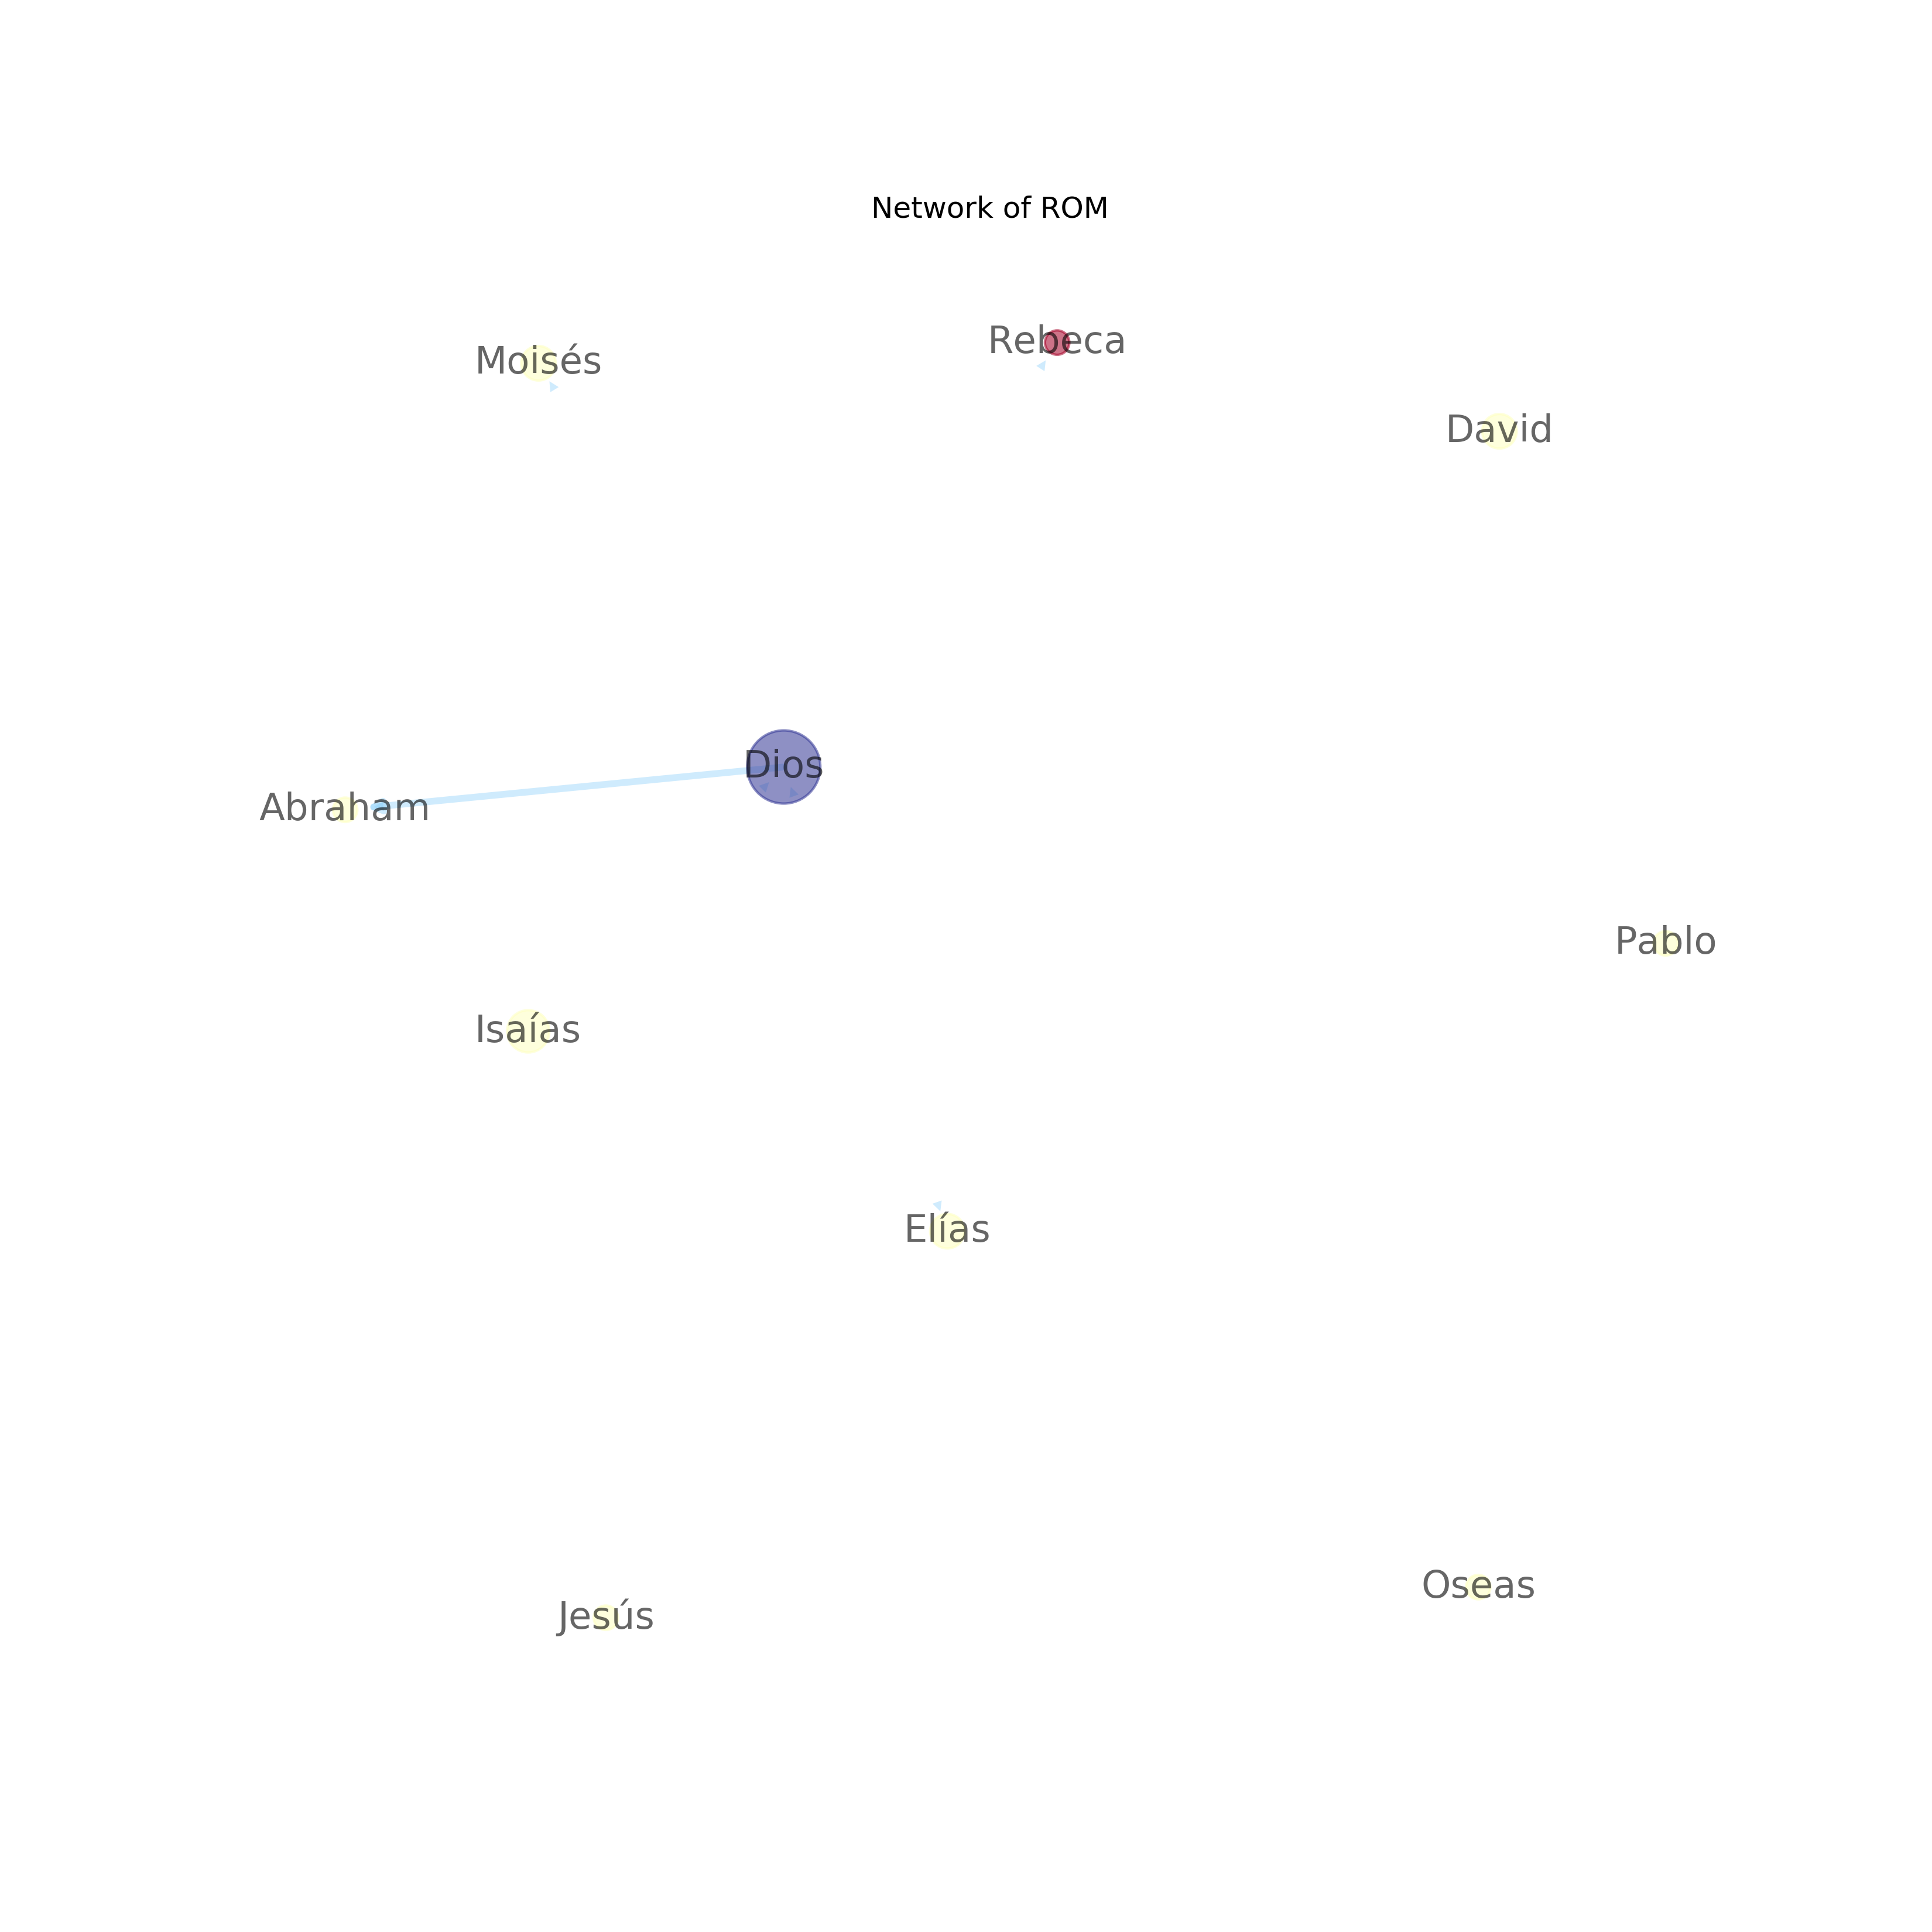 Network of ROM
Rebeca
Moisés
David
Dios
Abraham
Pablo
Isaías
Elías
Oseas
Jesús